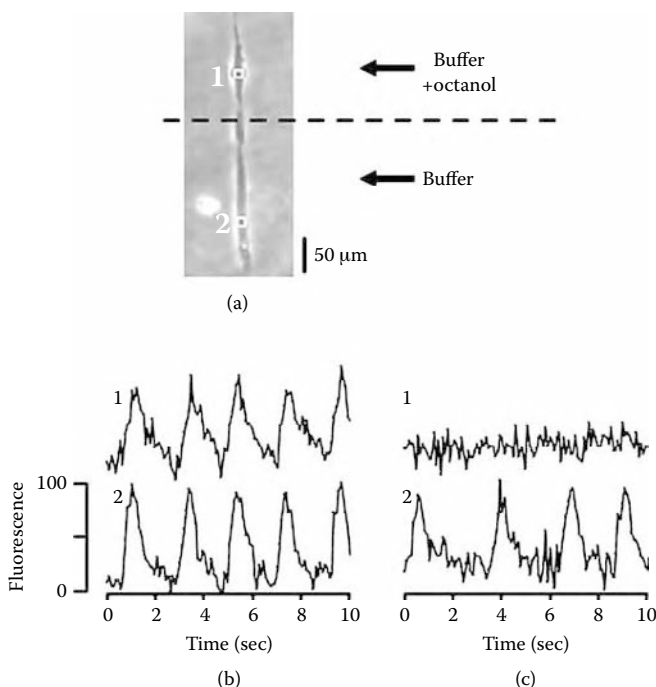 1
Buffer
+octanol
Buffer
2
50 μm
(a)
1
1
100
2
2
Fluorescence
0
0 2 4 6 8 10
0 2 4 6 8 10
Time (sec)
Time (sec)
(b)
(c)